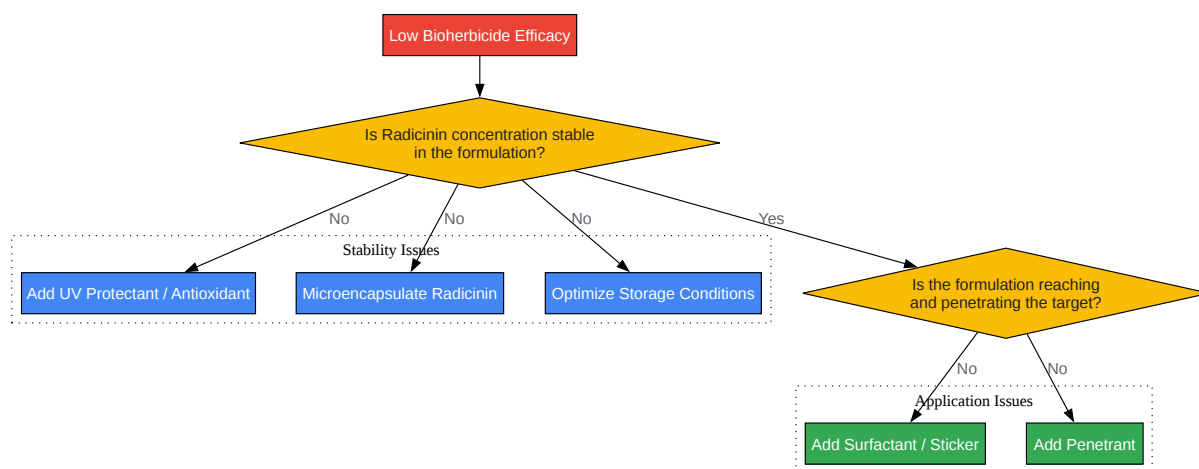 Low Bioherbicide Efficacy
Is Radicinin concentration stable
in the formulation?
No
No
No
Yes
Stability Issues
Add UV Protectant / Antioxidant
Microencapsulate Radicinin
Optimize Storage Conditions
Is the formulation reaching
and penetrating the target?
No
No
Application Issues
Add Surfactant / Sticker
Add Penetrant